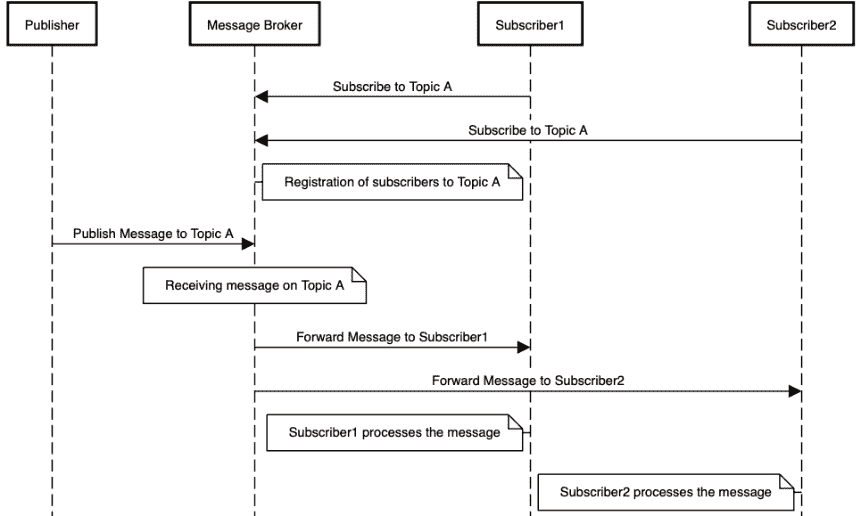 Publisher
Message Broker
Subscriber1
Subscriber2
Subscribe to Topic A
Subscribe to Topic A
Registration of subscribers to Topic A
Publish Message to Topic A
Receiving message on Topic A
Forward Message to Subscriber1
Forward Message to Subscriber2
Subscriber1 processes the message
Subscriber2 processes the message